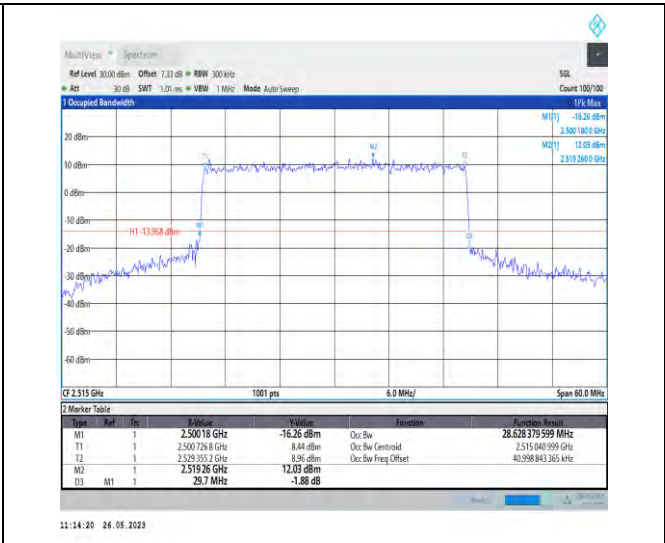 MultiView Spectrum
Ref Level 30.00 dBm Offset 7.33 dB RBW 300 kHz SGL
Att 30 dB SWT 1.01 ms VBW 1 MHz Mode Auto Sweep Count 100/100
1 Occupied Bandwidth 1Pk Max
M1[1] -16.26 dBm
2.500 180 0 GHz
M2[1] 12.03 dBm
2.519 260 0 GHz
20 dBm
M2
T1
T2
10 dBm
0 dBm
-10 dBm
M1
H1 -13.968 dBm
D3
-20 dBm
-30 dBm
-40 dBm
-50 dBm
-60 dBm
CF 2.515 GHz 1001 pts 6.0 MHz/ Span 60.0 MHz
2 Marker Table
Type Ref Trc X-Value Y-Value Function Function Result
M1 1 2.50018 GHz -16.26 dBm Occ Bw 28.628 379 599 MHz
T1 1 2.500 726 8 GHz 8.44 dBm Occ Bw Centroid 2.515 040 999 GHz
T2 1 2.529 355 2 GHz 8.96 dBm Occ Bw Freq Offset 40.998 843 365 kHz
M2 1 2.519 26 GHz 12.03 dBm
D3 M1 1 29.7 MHz -1.88 dB
11:14:20 26.05.2023